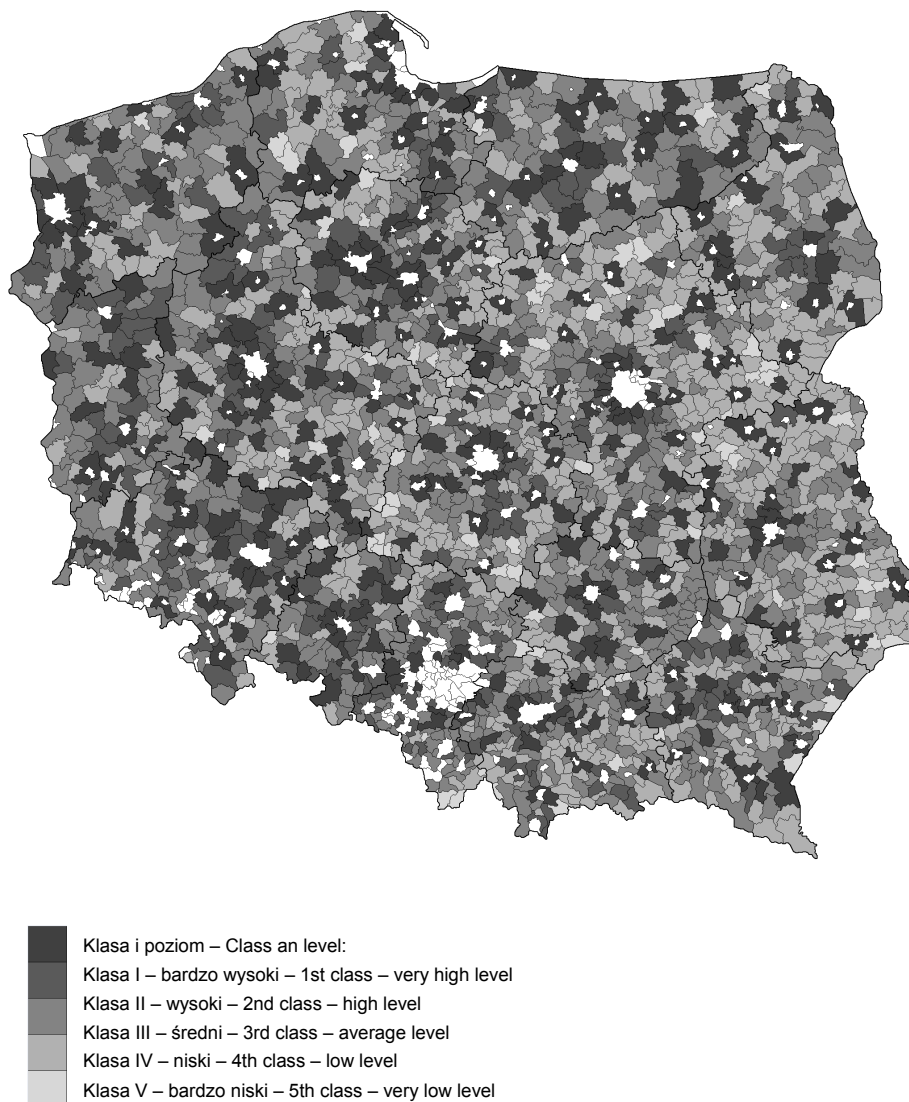 Klasa i poziom – Class an level:
Klasa I – bardzo wysoki – 1st class – very high level
Klasa II – wysoki – 2nd class – high level
Klasa III – średni – 3rd class – average level
Klasa IV – niski – 4th class – low level
Klasa V – bardzo niski – 5th class – very low level